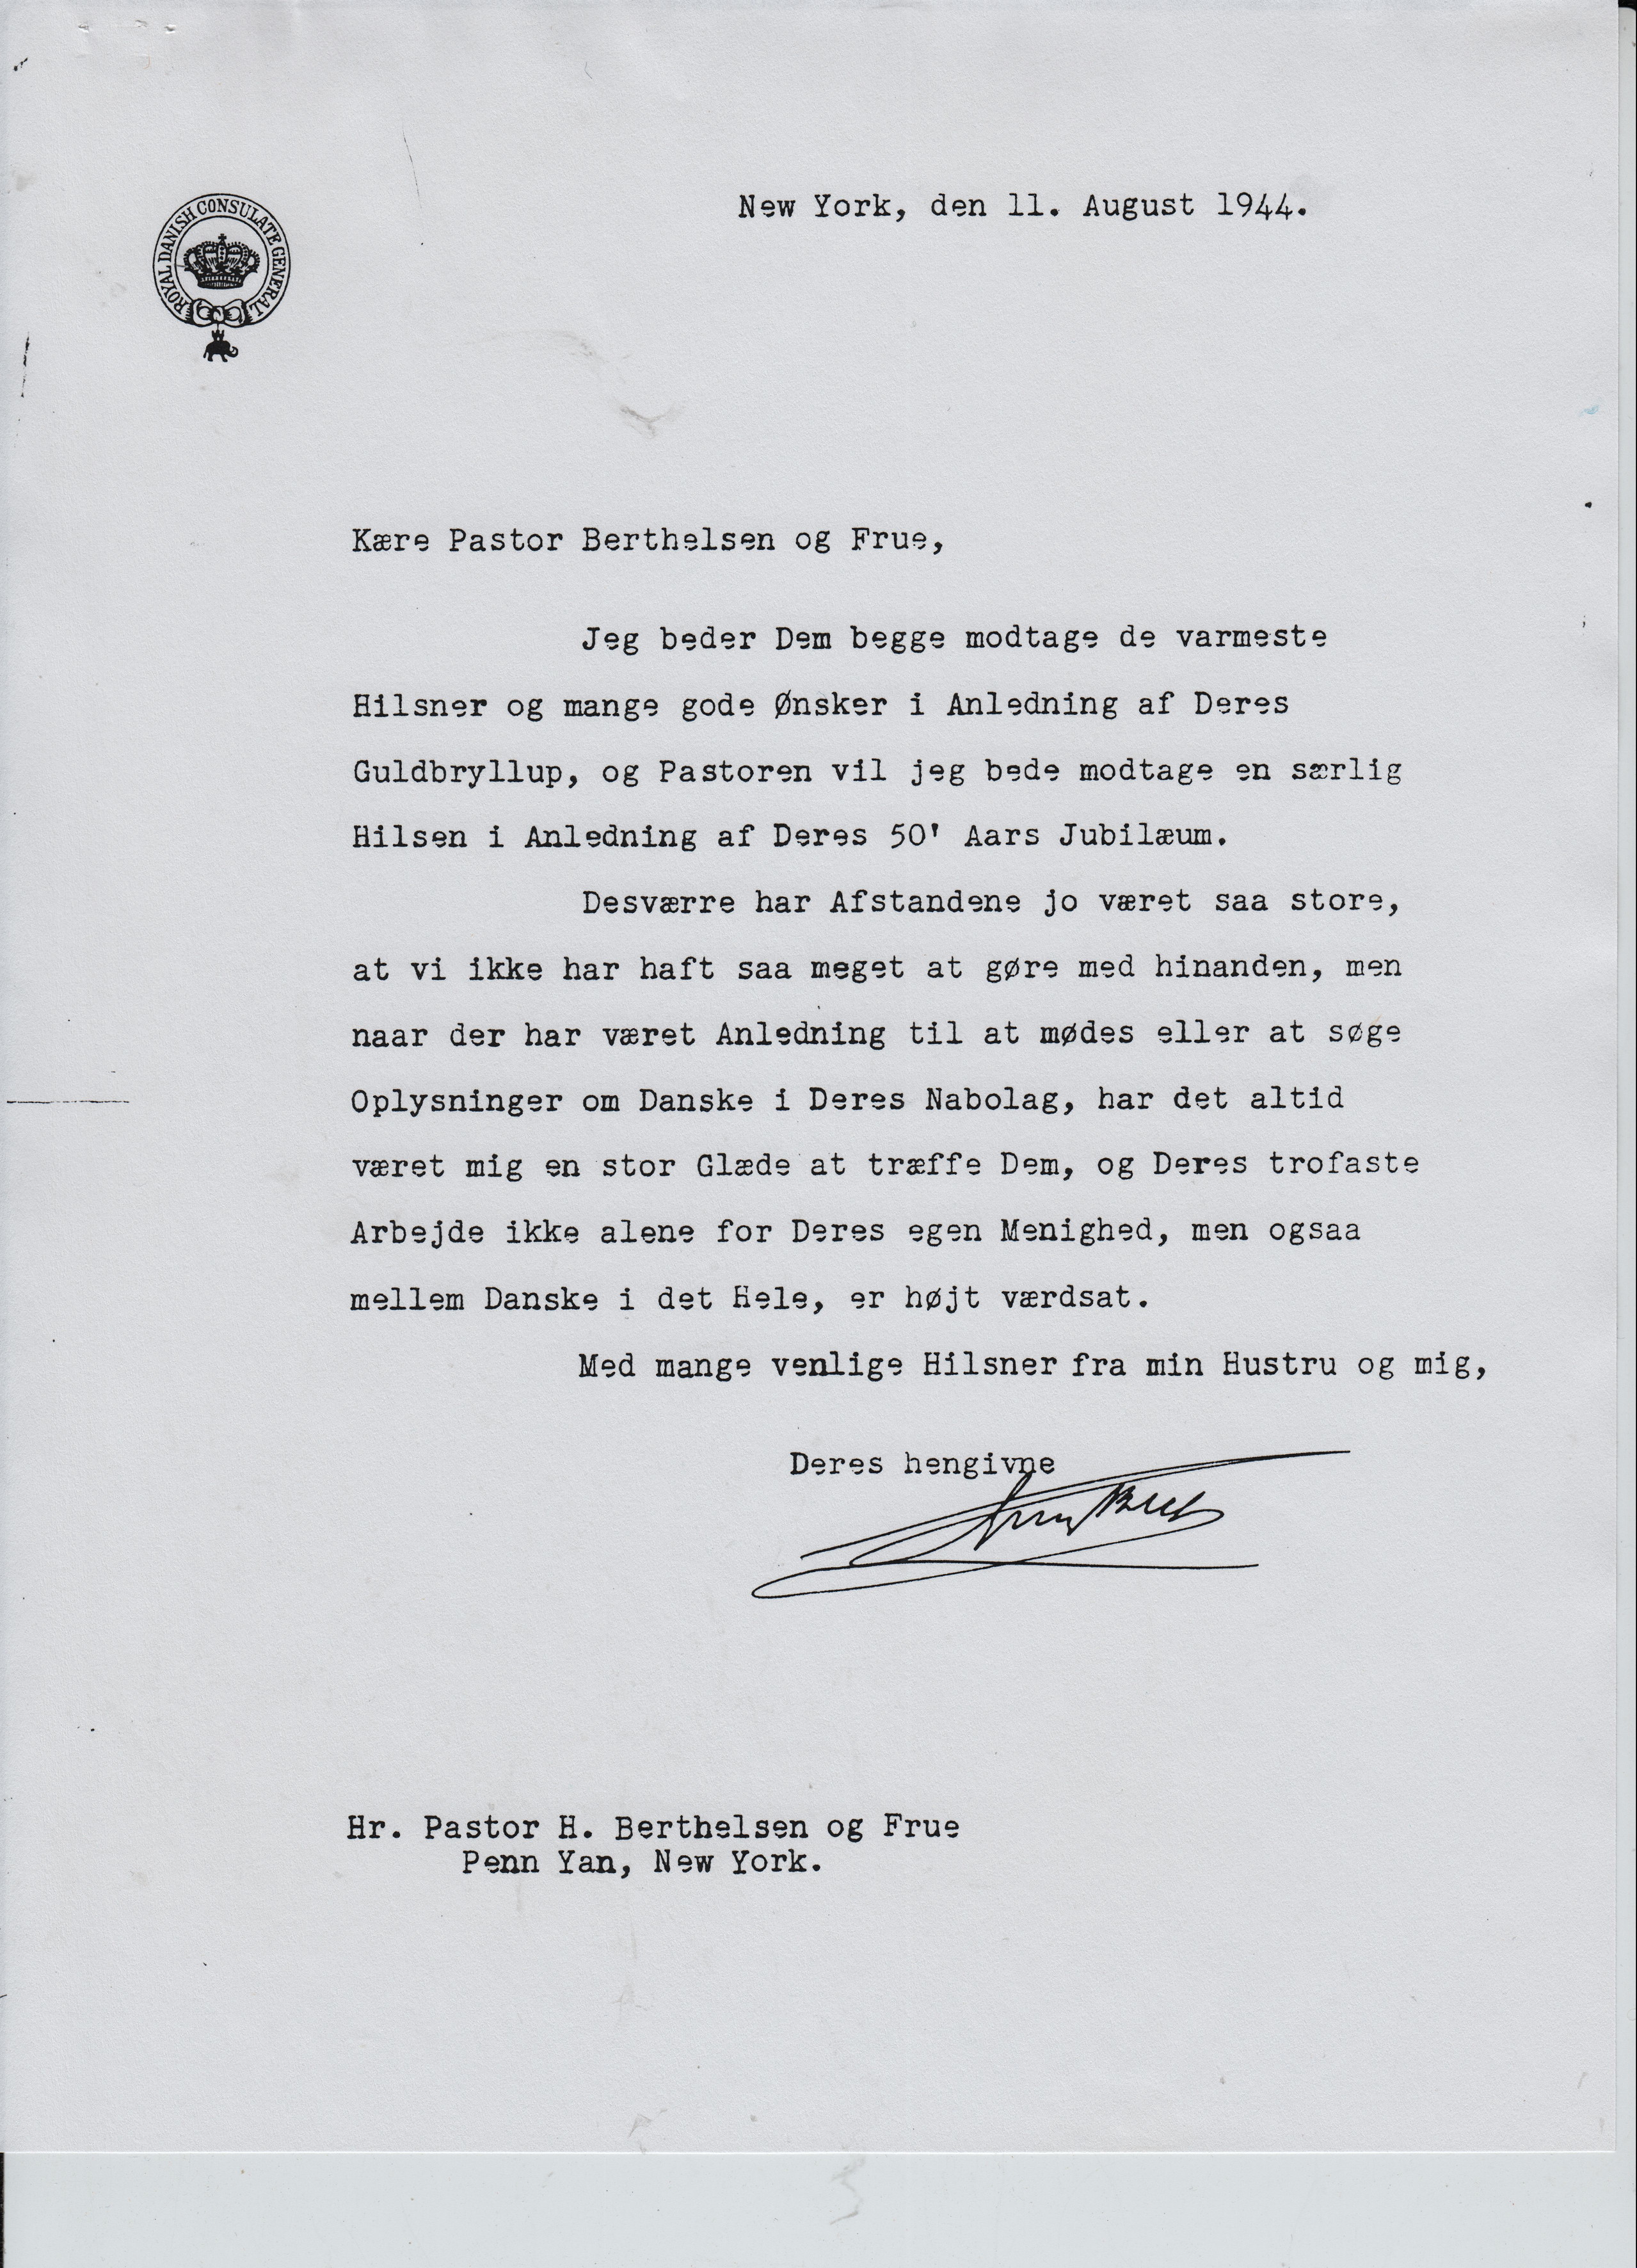 ROYAL DANISH CONSULATE GENERAL
New York, den 11. August 1944.
Kære Pastor Berthelsen og Frue,
Jeg beder Dem begge modtage de varmeste
Hilsner og mange gode Ønsker i Anledning af Deres
Guldbryllup, og Pastoren vil jeg bede modtage en særlig
Hilsen i Anledning af Deres 50' Aars Jubilæum.
Desværre har Afstandene jo været saa store,
at vi ikke har haft saa meget at gøre med hinanden, men
naar der har været Anledning til at mødes eller at søge
Oplysninger om Danske i Deres Nabolag, har det altid
været mig en stor Glæde at træffe Dem, og Deres trofaste
Arbejde ikke alene for Deres egen Menighed, men ogsaa
mellem Danske i det Hele, er højt værdsat.
Med mange venlige Hilsner fra min Hustru og mig,
Deres hengivne
Hr. Pastor H. Berthelsen og Frue
Penn Yan, New York.